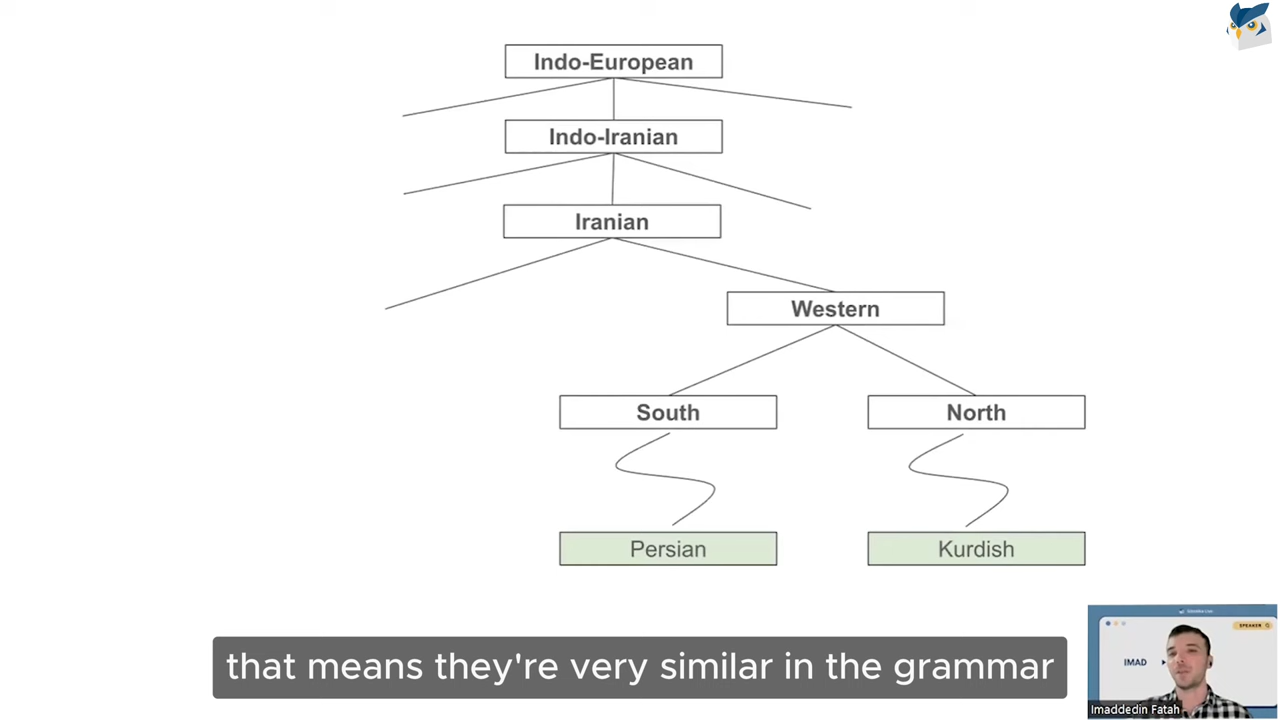 Indo-European
Indo-Iranian
Iranian
Western
South
North
Persian
Kurdish
that means they're very similar in the grammar
SPEAKER
IMAD
Imaddedin Fatah